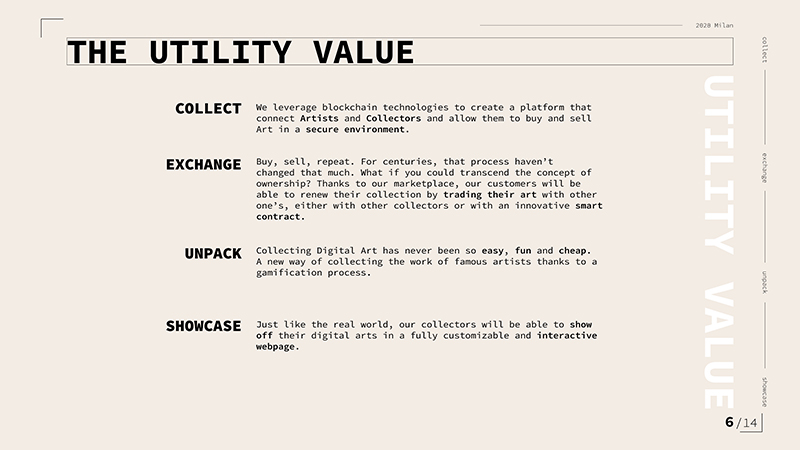 2020 Milan
THE UTILITY VALUE
COLLECT
We leverage blockchain technologies to create a platform that
connect Artists and Collectors and allow them to buy and sell
Art in a secure environment.
EXCHANGE
Buy, sell, repeat. For centuries, that process haven't
changed that much. What if you could transcend the concept of
ownership? Thanks to our marketplace, our customers will be
able to renew their collection by trading their art with other
one's, either with other collectors or with an innovative smart
contract.
UNPACK
Collecting Digital Art has never been so easy, fun and cheap.
A new way of collecting the work of famous artists thanks to a
gamification process.
SHOWCASE
Just like the real world, our collectors will be able to show
off their digital arts in a fully customizable and interactive
webpage.
UTILITY VALUE
collect
exchange
unpack
showcase
6/14